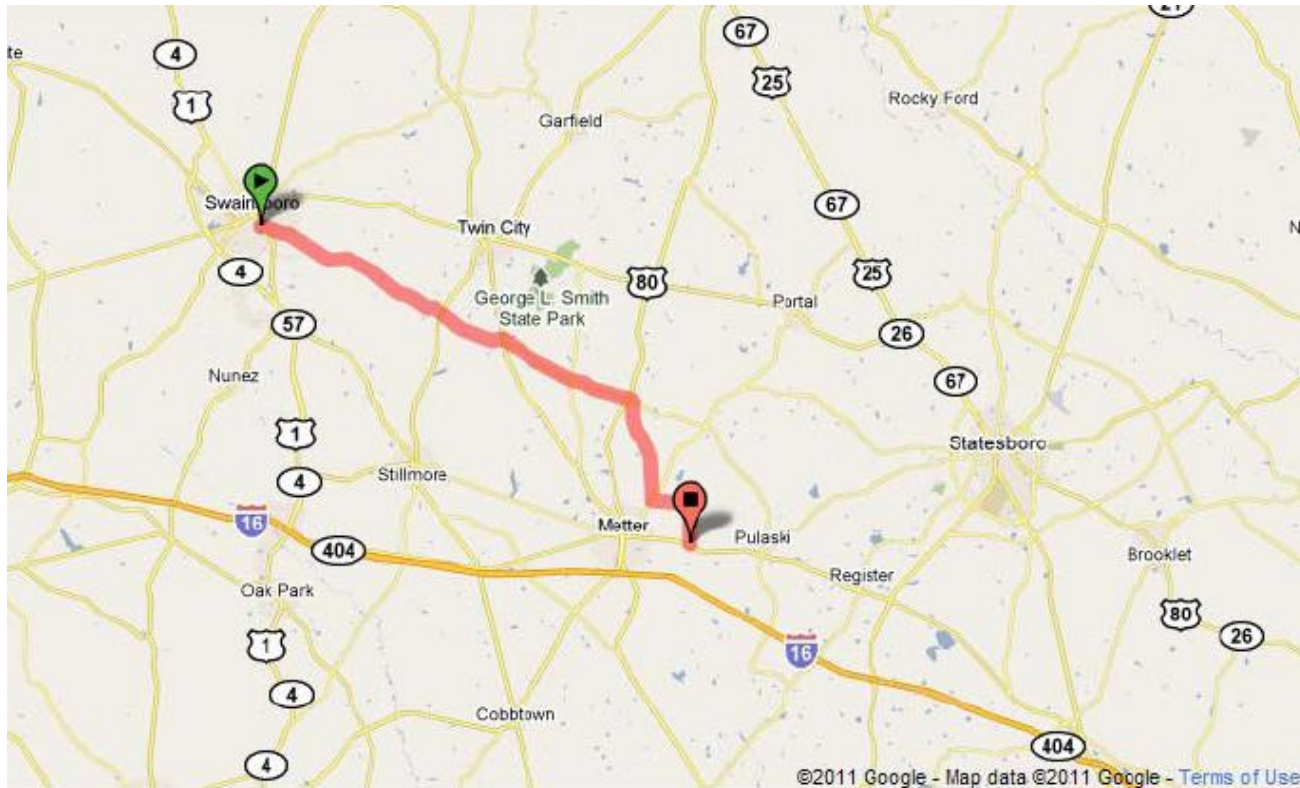 21
67
4
te
25
Rocky Ford
1
Garfield
Swainsboro
67
Twin City
N
4
25
80
George L. Smith
State Park
Portal
57
26
Nunez
67
1
Statesboro
Stillmore
4
16
Metter
Pulaski
404
Brooklet
Register
Oak Park
80
1
26
16
4
Cobbtown
404
4
©2011 Google - Map data ©2011 Google - Terms of Use